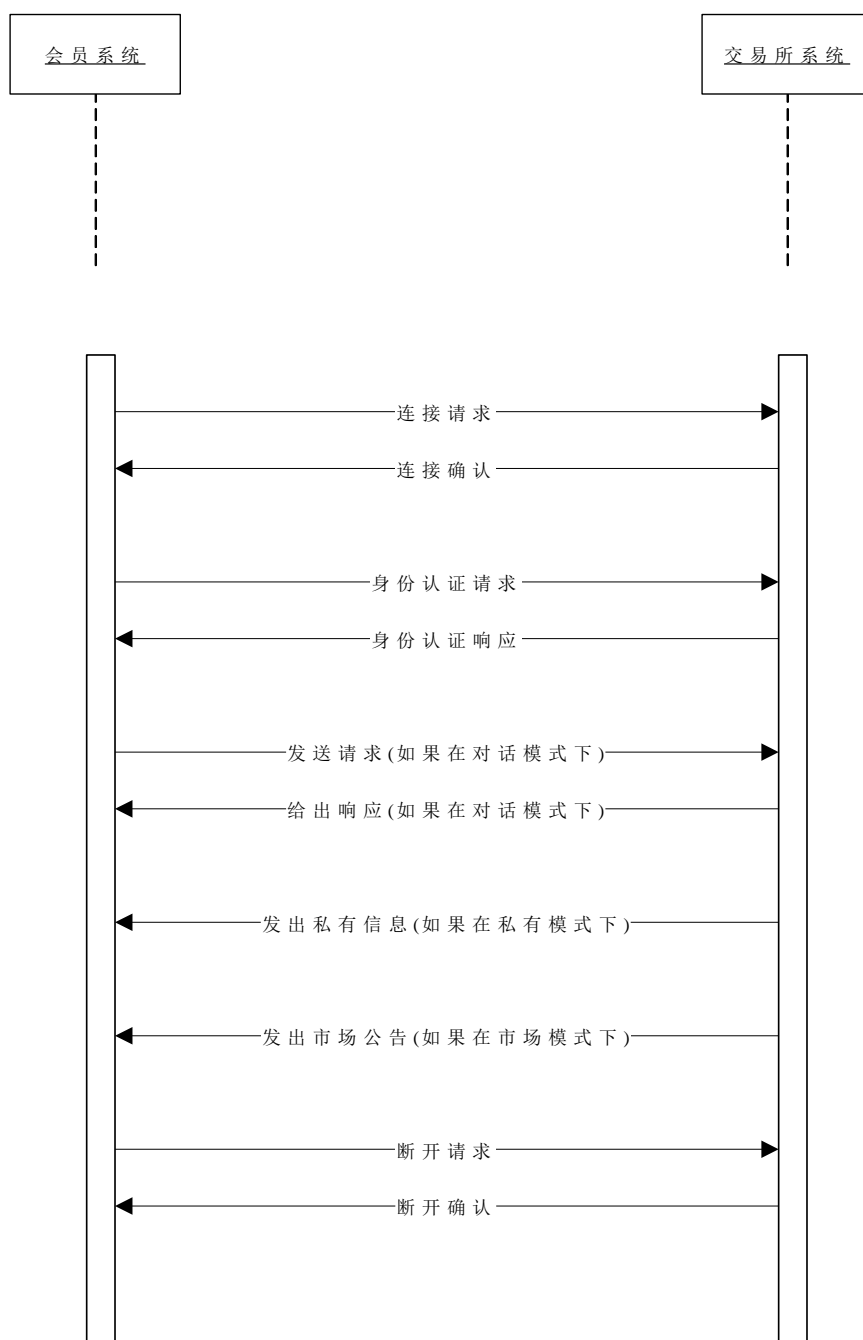 会员系统
交易所系统
连接请求
连接确认
身份认证请求
身份认证响应
发送请求(如果在对话模式下)
给出响应(如果在对话模式下)
发出私有信息(如果在私有模式下)
发出市场公告(如果在市场模式下)
断开请求
断开确认